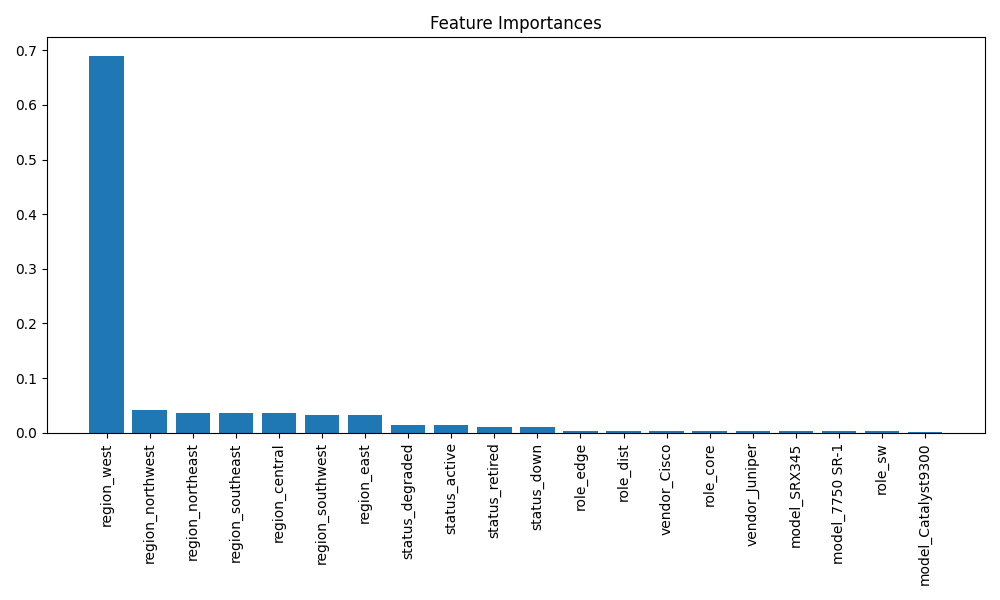 Feature Importances
0.7
0.6
0.5
0.4
0.3
0.2
0.1
0.0
region_west
region_northwest
region_northeast
region_southeast
region_central
region_southwest
region_east
status_degraded
status_active
status_retired
status_down
role_edge
role_dist
vendor_Cisco
role_core
vendor_Juniper
model_SRX345
model_7750 SR-1
role_sw
model_Catalyst9300